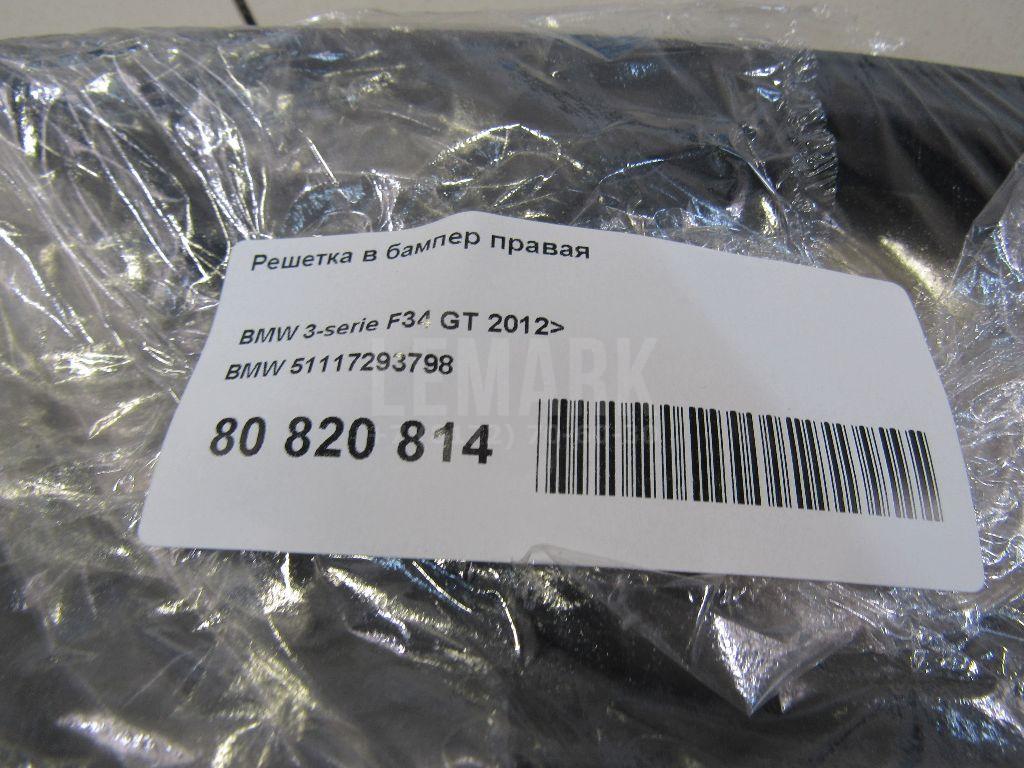 Решетка в бампер правая
BMW 3-serie F34 GT 2012>
BMW 51117293798
LEMARK
80 820 814